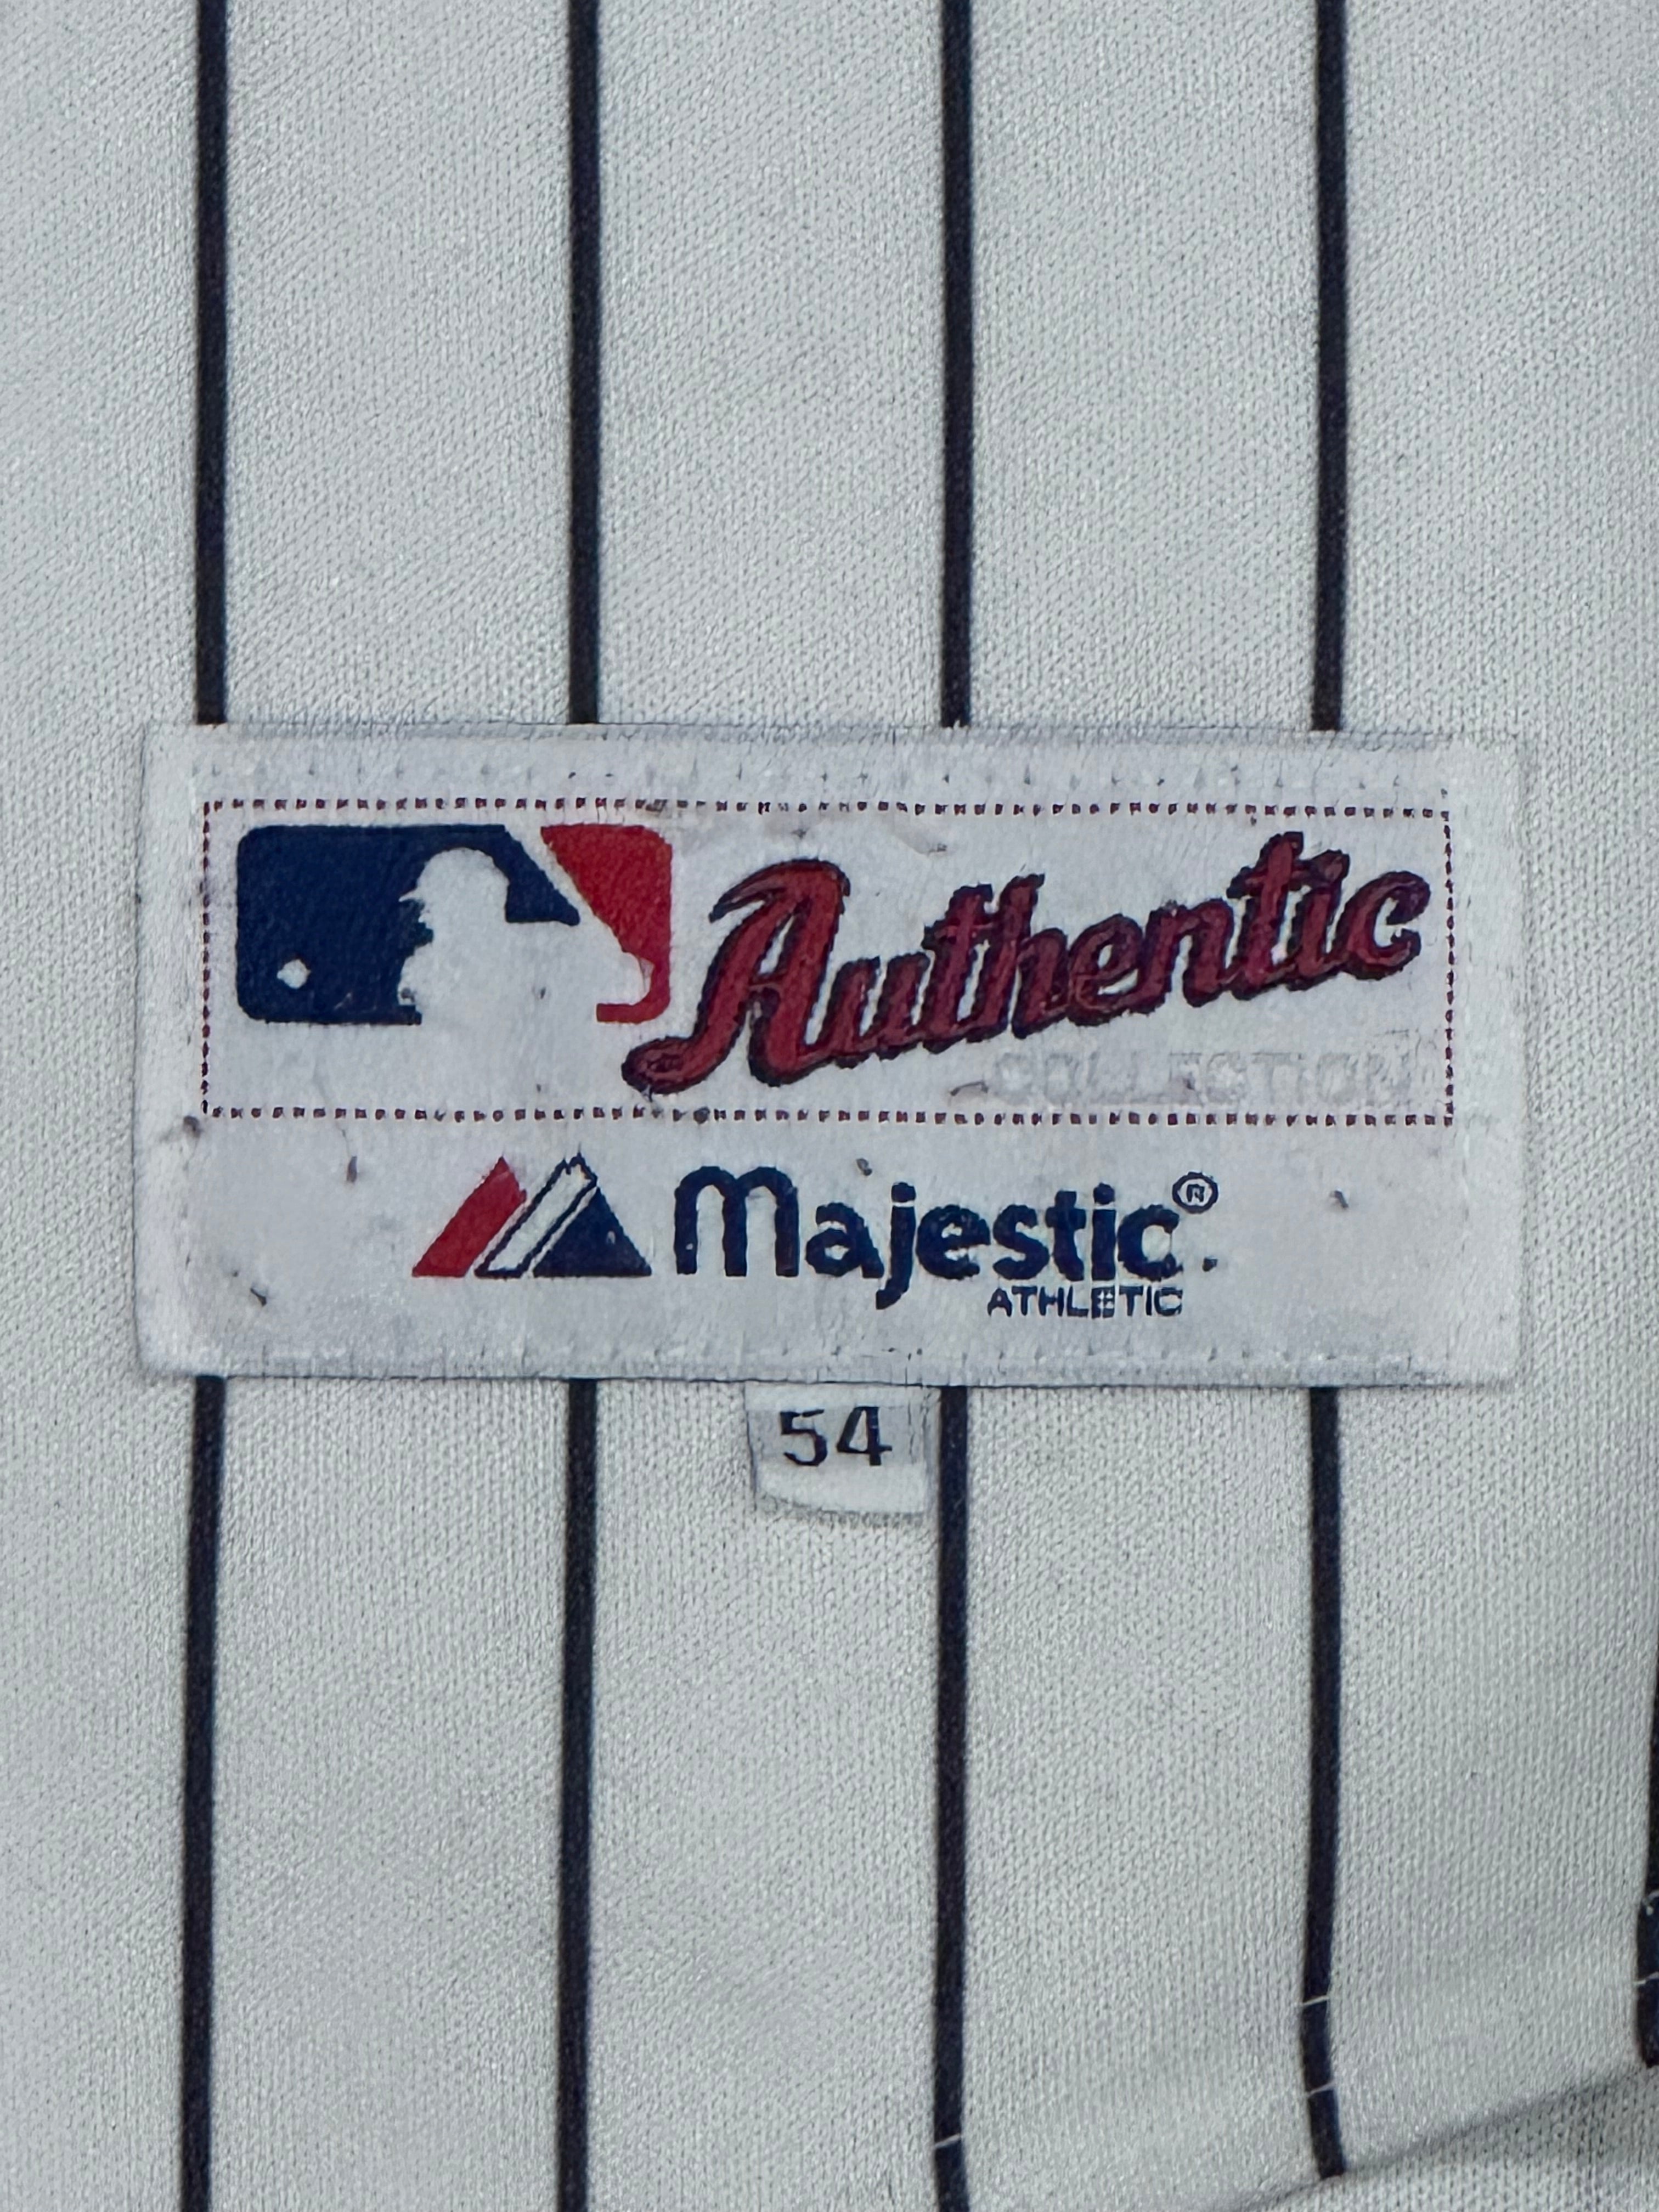 Authentic
COLLECTION
Majestic®
ATHLETIC
54